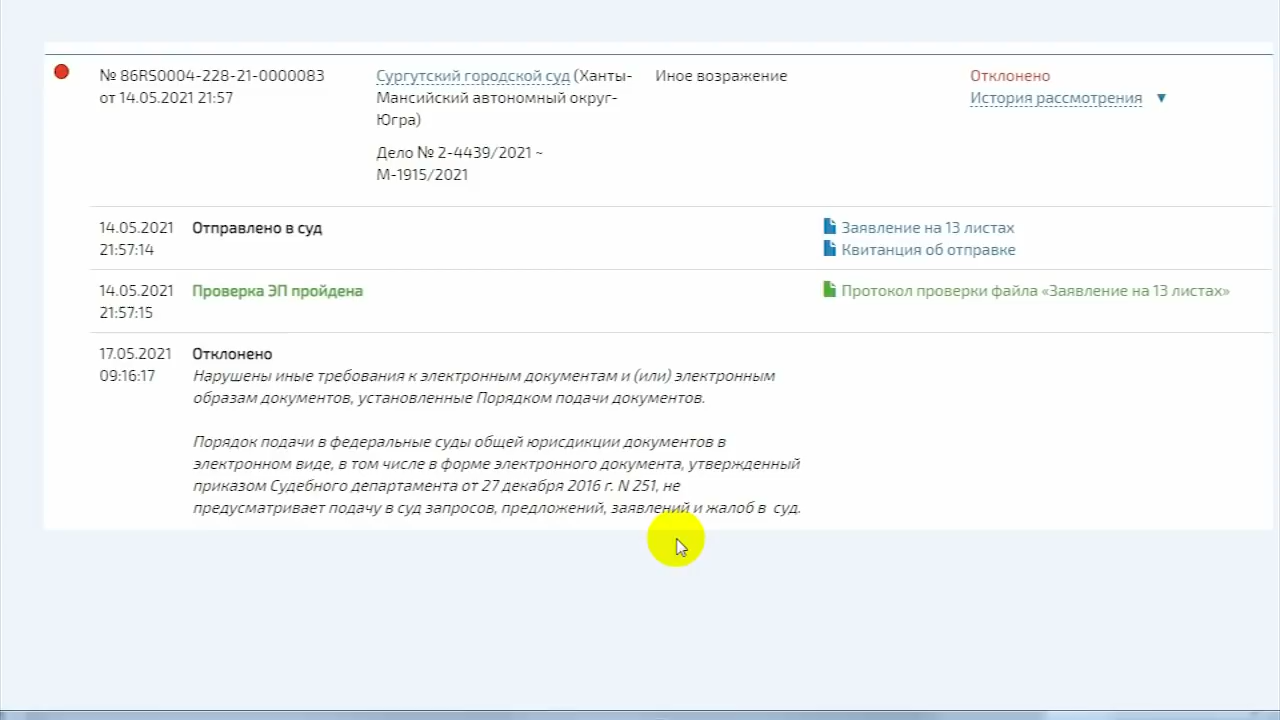 № 86RS0004-228-21-0000083
от 14.05.2021 21:57
Сургутский городской суд (Ханты-
Мансийский автономный округ-
Югра)
Дело № 2-4439/2021 ~
М-1915/2021
Иное возражение
Отклонено
История рассмотрения ▼
14.05.2021
21:57:14
Отправлено в суд
Заявление на 13 листах
Квитанция об отправке
14.05.2021
21:57:15
Проверка ЭП пройдена
Протокол проверки файла «Заявление на 13 листах»
17.05.2021
09:16:17
Отклонено
Нарушены иные требования к электронным документам и (или) электронным
образам документов, установленные Порядком подачи документов.
Порядок подачи в федеральные суды общей юрисдикции документов в
электронном виде, в том числе в форме электронного документа, утвержденный
приказом Судебного департамента от 27 декабря 2016 г. N 251, не
предусматривает подачу в суд запросов, предложений, заявлений и жалоб в суд.